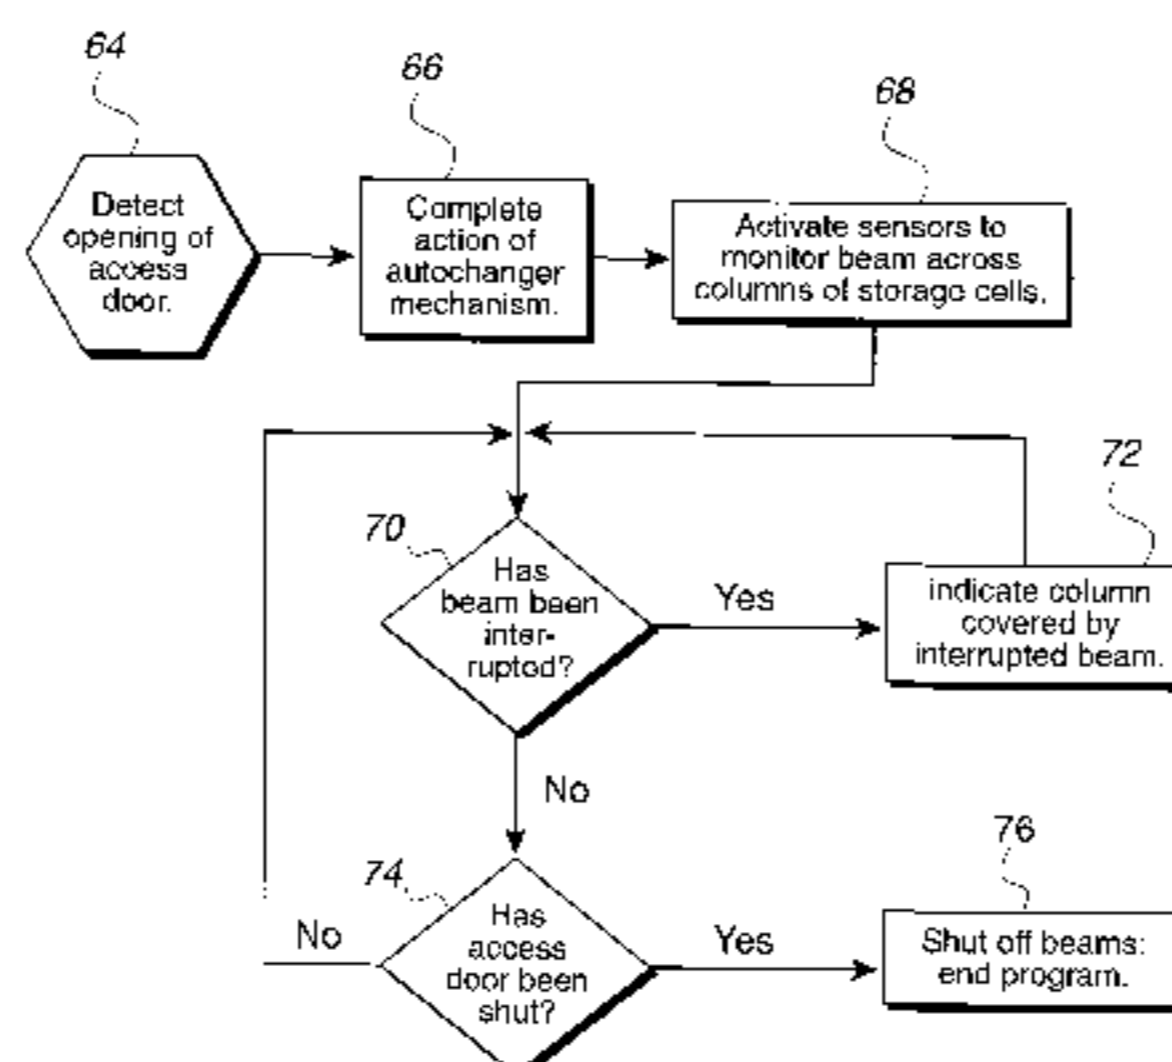 64
Detect
opening of
access
door.
66
Complete
action of
autochanger
mechanism.
68
Activate sensors to
monitor beam across
columns of storage cells.
70
Has
beam been
inter-
rupted?
Yes
72
indicate column
covered by
interrupted beam.
No
74
Has
access
door been
shut?
No
Yes
76
Shut off beams:
end program.